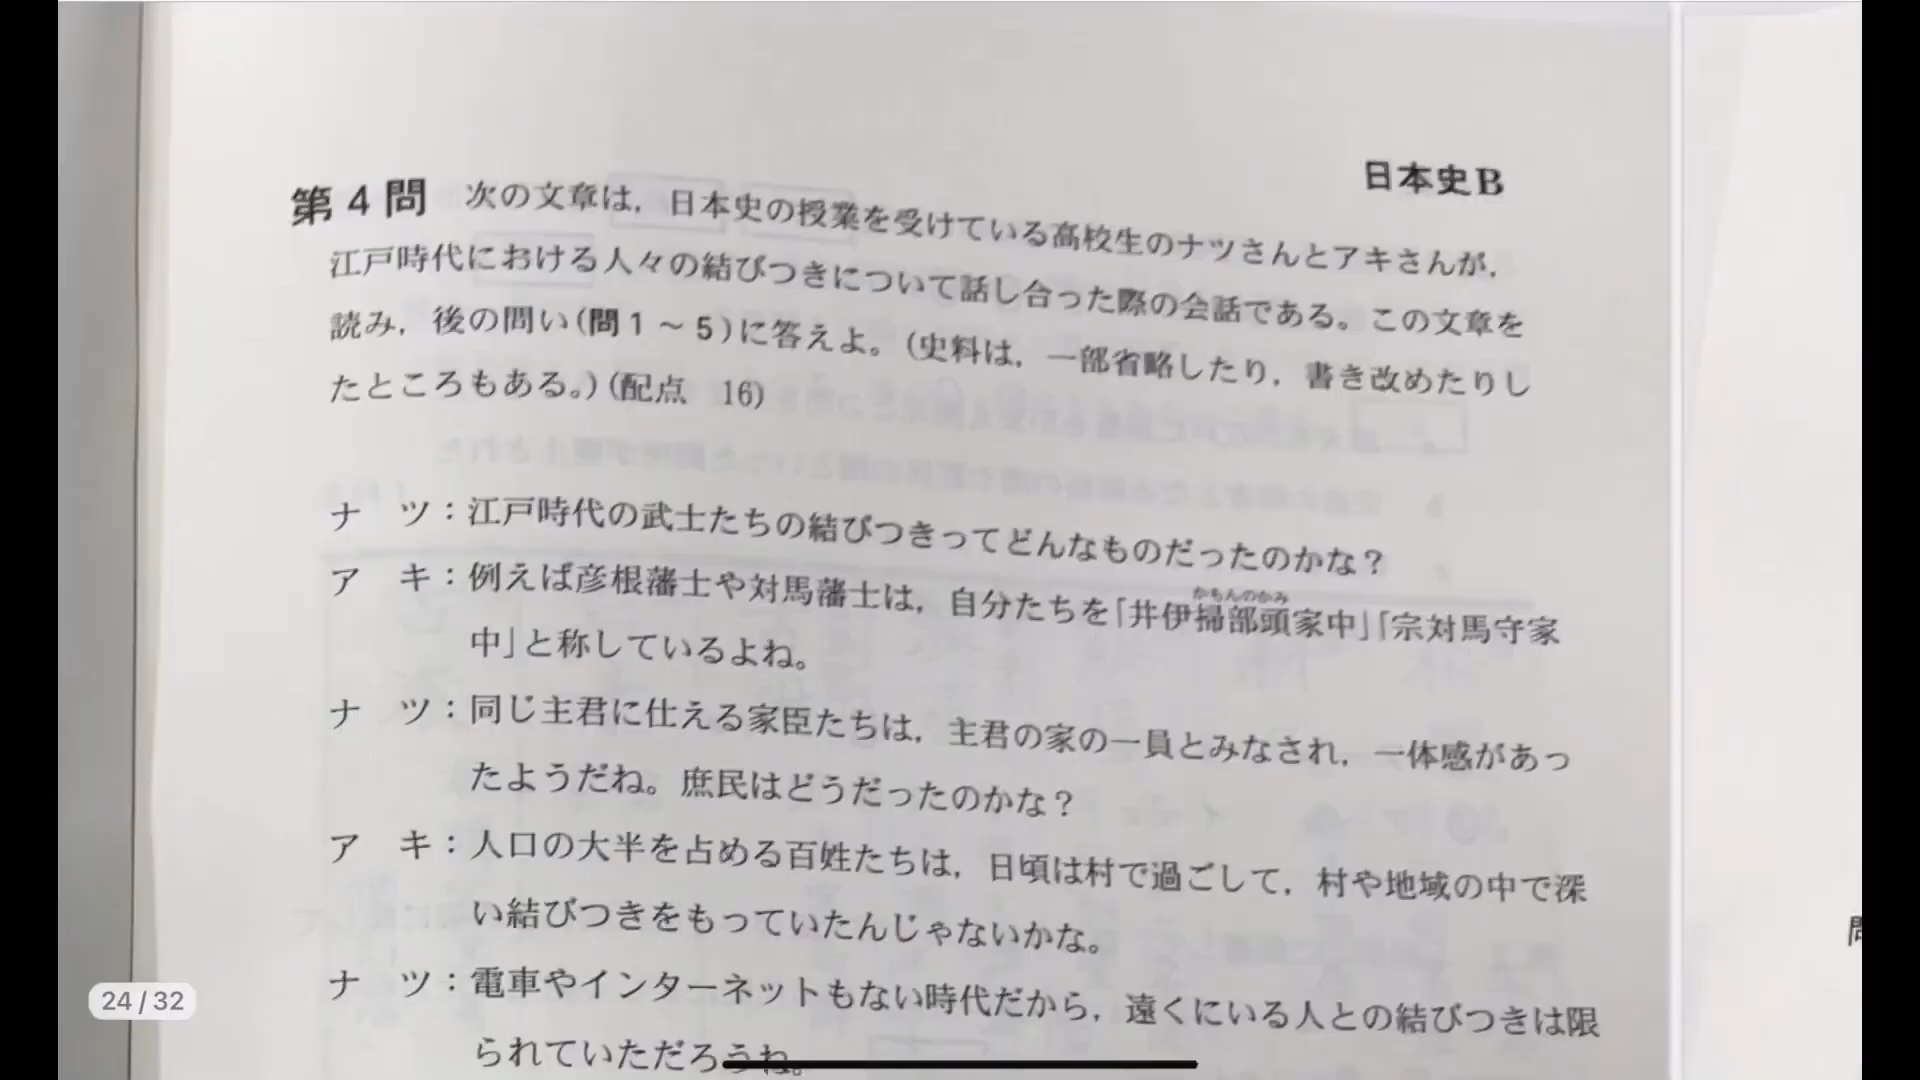 日本史B
第4問 次の文章は，日本史の授業を受けている高校生のナツさんとアキさんが，
江戸時代における人々の結びつきについて話し合った際の会話である。この文章を
読み，後の問い(問1～5)に答えよ。(史料は，一部省略したり，書き改めたりし
たところもある。)(配点 16)
ナ ツ：江戸時代の武士たちの結びつきってどんなものだったのかな？
かもんのかみ
ア キ：例えば彦根藩士や対馬藩士は，自分たちを「井伊掃部頭家中」「宗対馬守家
中」と称しているよね。
ナ ツ：同じ主君に仕える家臣たちは，主君の家の一員とみなされ，一体感があっ
たようだね。庶民はどうだったのかな？
ア キ：人口の大半を占める百姓たちは，日頃は村で過ごして，村や地域の中で深
い結びつきをもっていたんじゃないかな。
ナ ツ：電車やインターネットもない時代だから，遠くにいる人との結びつきは限
られていただろうね。
24/32